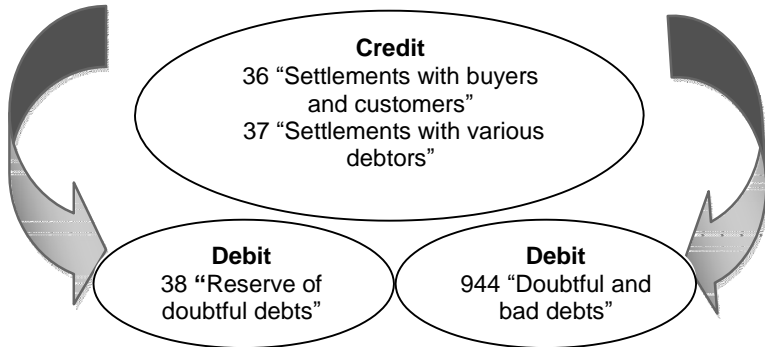 Credit
36 “Settlements with buyers
and customers”
37 “Settlements with various
debtors”
Debit
38 “Reserve of
doubtful debts”
Debit
944 “Doubtful and
bad debts”